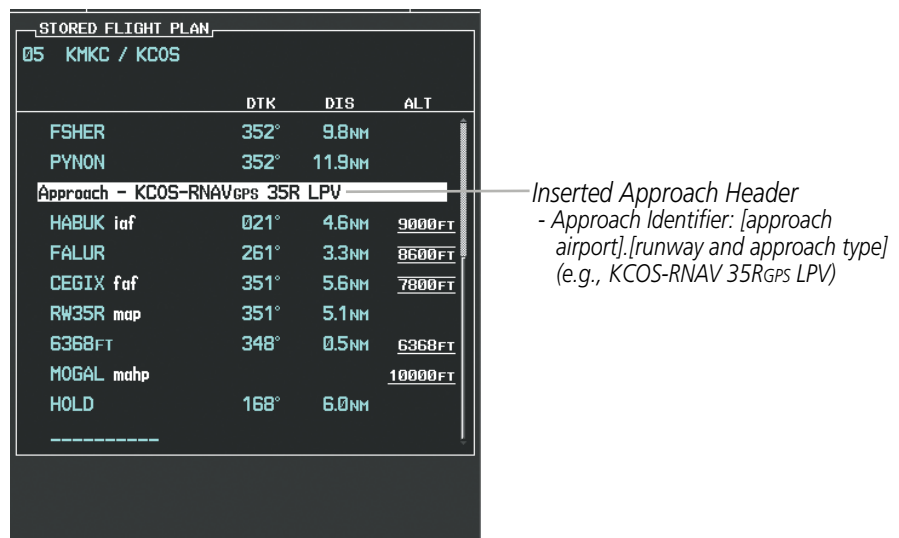 STORED FLIGHT PLAN
05 KMKC / KCOS
DTK DIS ALT
FSHER 352° 9.8NM
PYNON 352° 11.9NM
Approach - KCOS-RNAVGPS 35R LPV
HABUK iaf 021° 4.6NM 9000FT
FALUR 261° 3.3NM 8600FT
CEGIX faf 351° 5.6NM 7800FT
RW35R map 351° 5.1NM
6368FT 348° 0.5NM 6368FT
MOGAL mahp 10000FT
HOLD 168° 6.0NM
__________
Inserted Approach Header
- Approach Identifier: [approach
airport].[runway and approach type]
(e.g., KCOS-RNAV 35RGPS LPV)